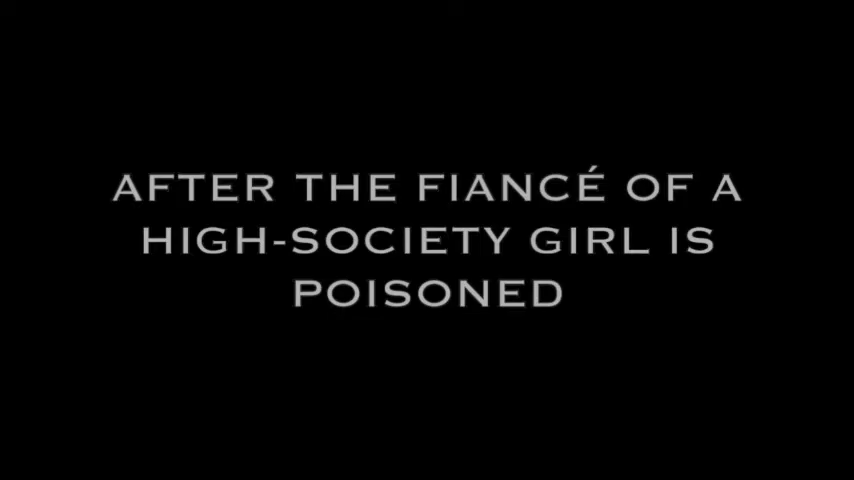 AFTER THE FIANCÉ OF A
HIGH-SOCIETY GIRL IS
POISONED